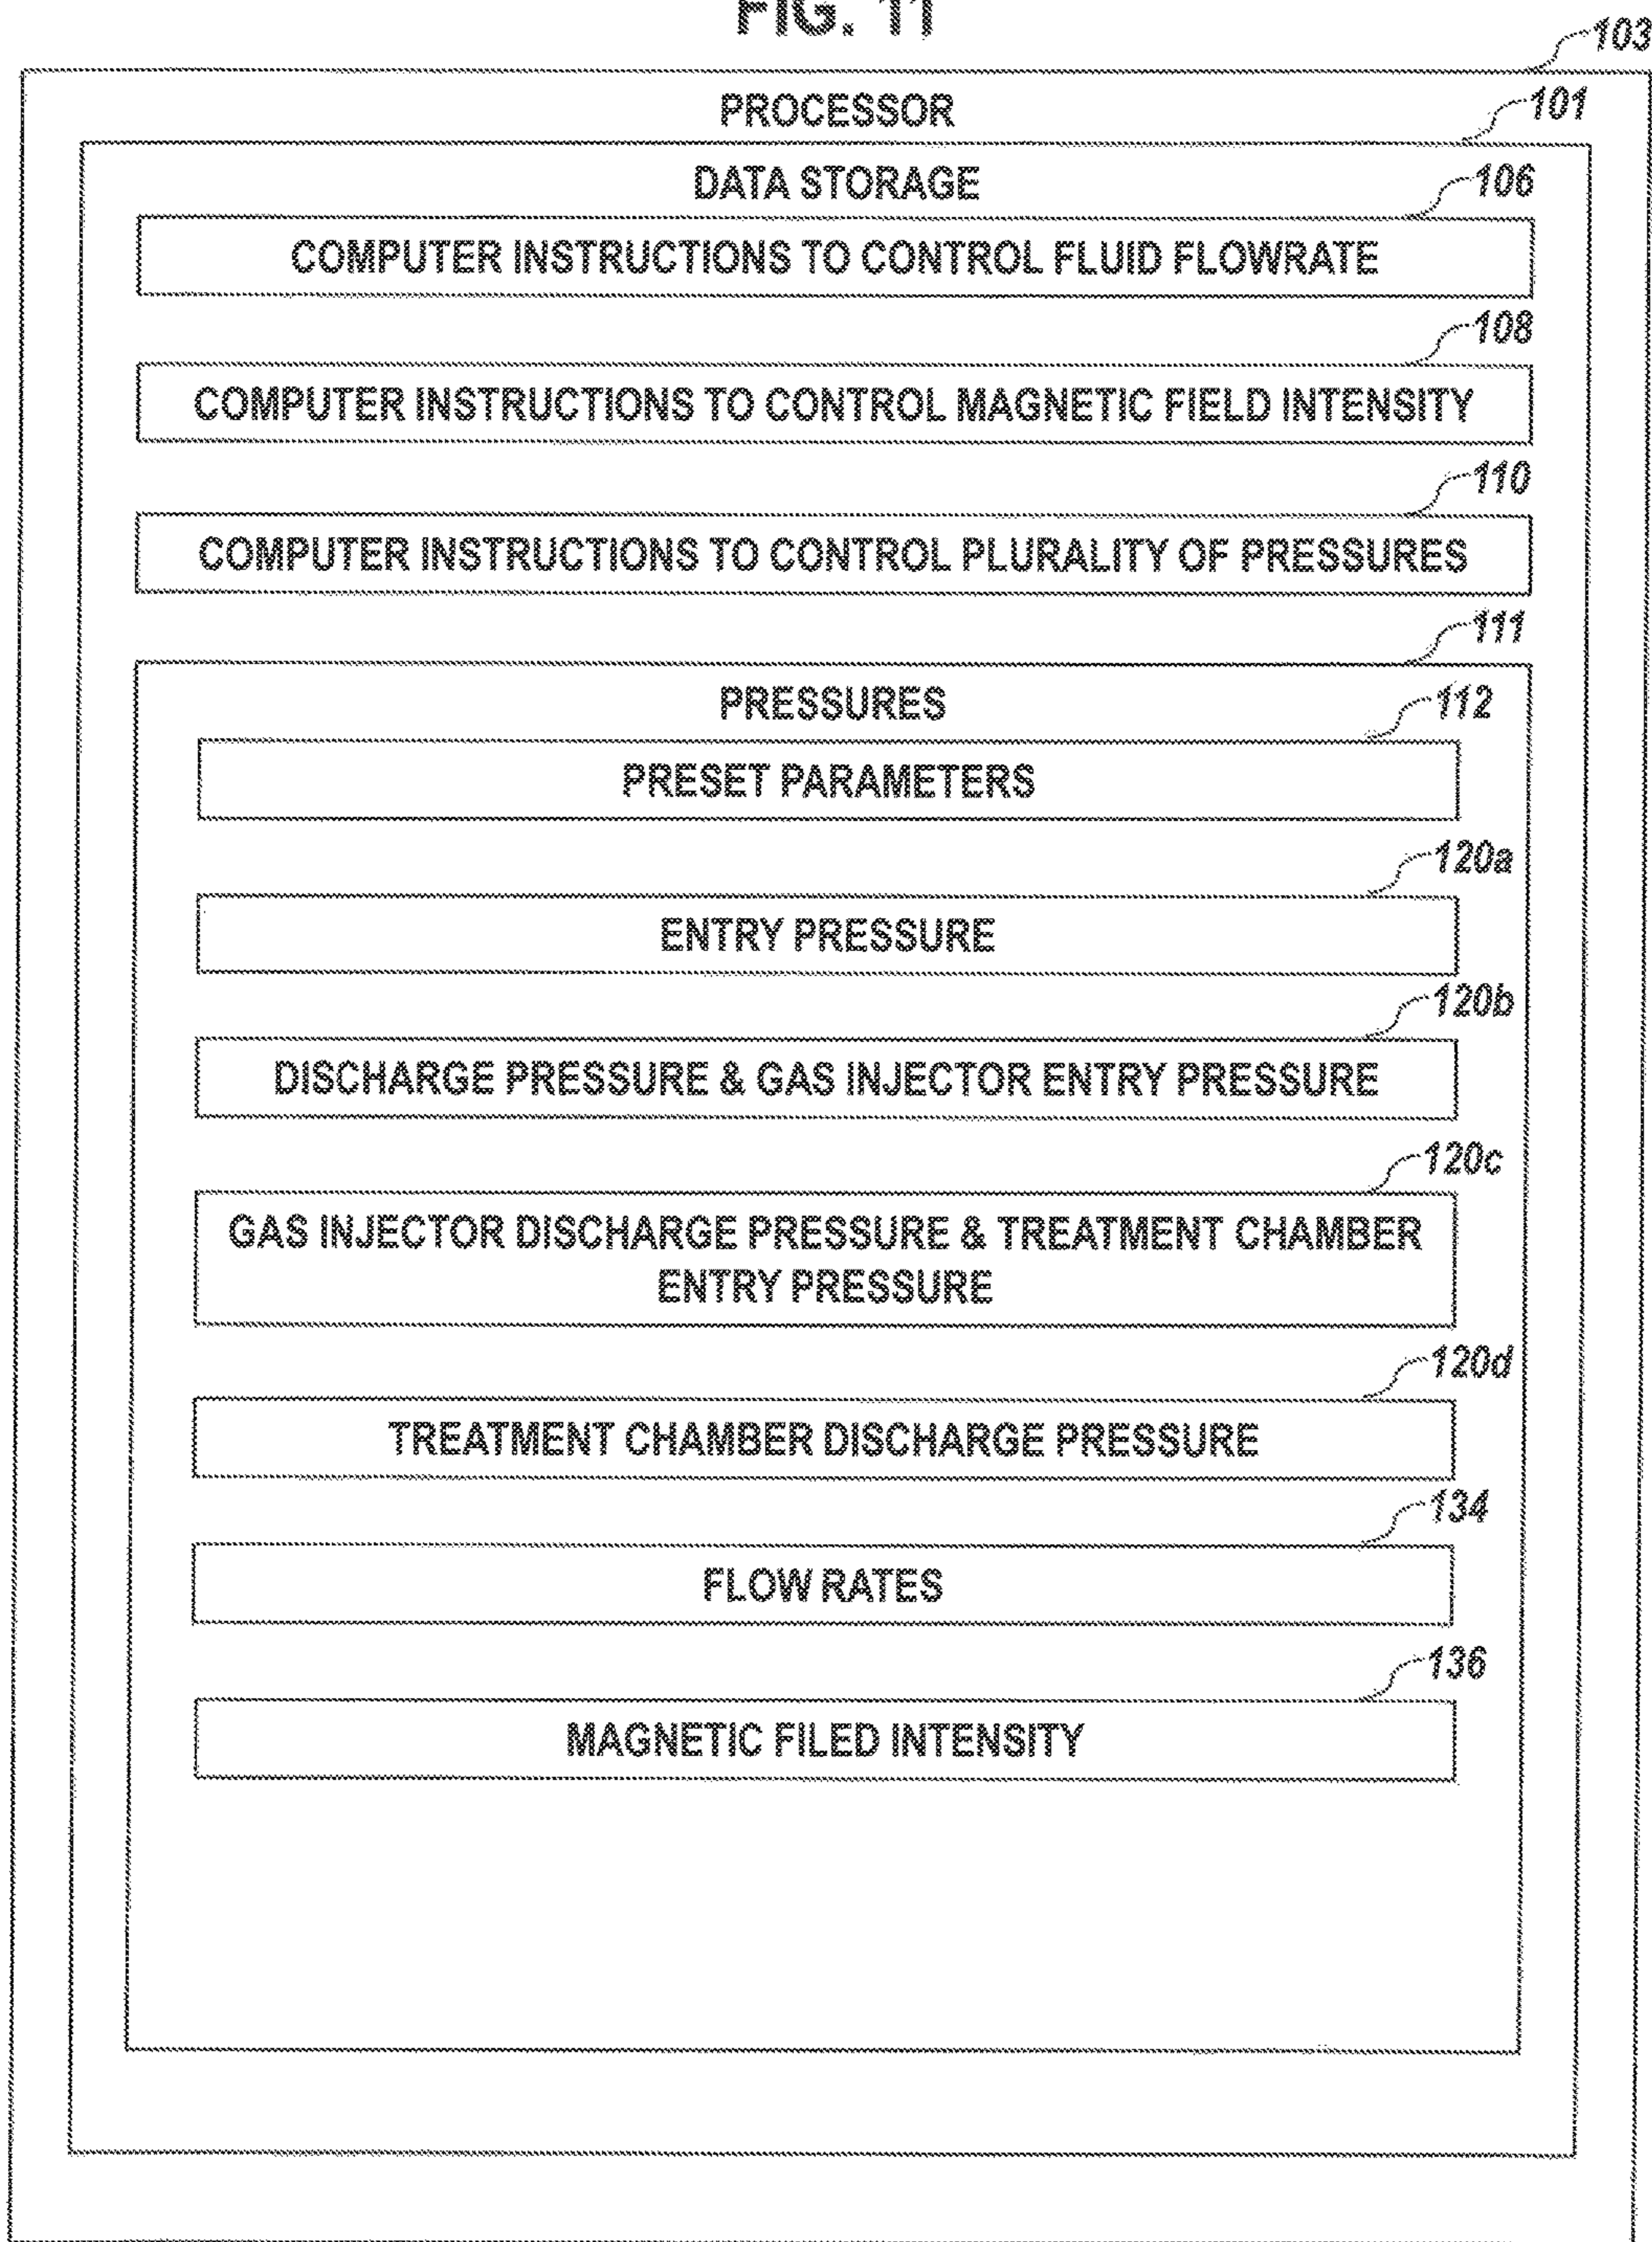 FIG. 11
103
PROCESSOR
101
DATA STORAGE
106
COMPUTER INSTRUCTIONS TO CONTROL FLUID FLOWRATE
108
COMPUTER INSTRUCTIONS TO CONTROL MAGNETIC FIELD INTENSITY
110
COMPUTER INSTRUCTIONS TO CONTROL PLURALITY OF PRESSURES
111
PRESSURES
112
PRESET PARAMETERS
120a
ENTRY PRESSURE
120b
DISCHARGE PRESSURE & GAS INJECTOR ENTRY PRESSURE
120c
GAS INJECTOR DISCHARGE PRESSURE & TREATMENT CHAMBER
ENTRY PRESSURE
120d
TREATMENT CHAMBER DISCHARGE PRESSURE
134
FLOW RATES
136
MAGNETIC FILED INTENSITY